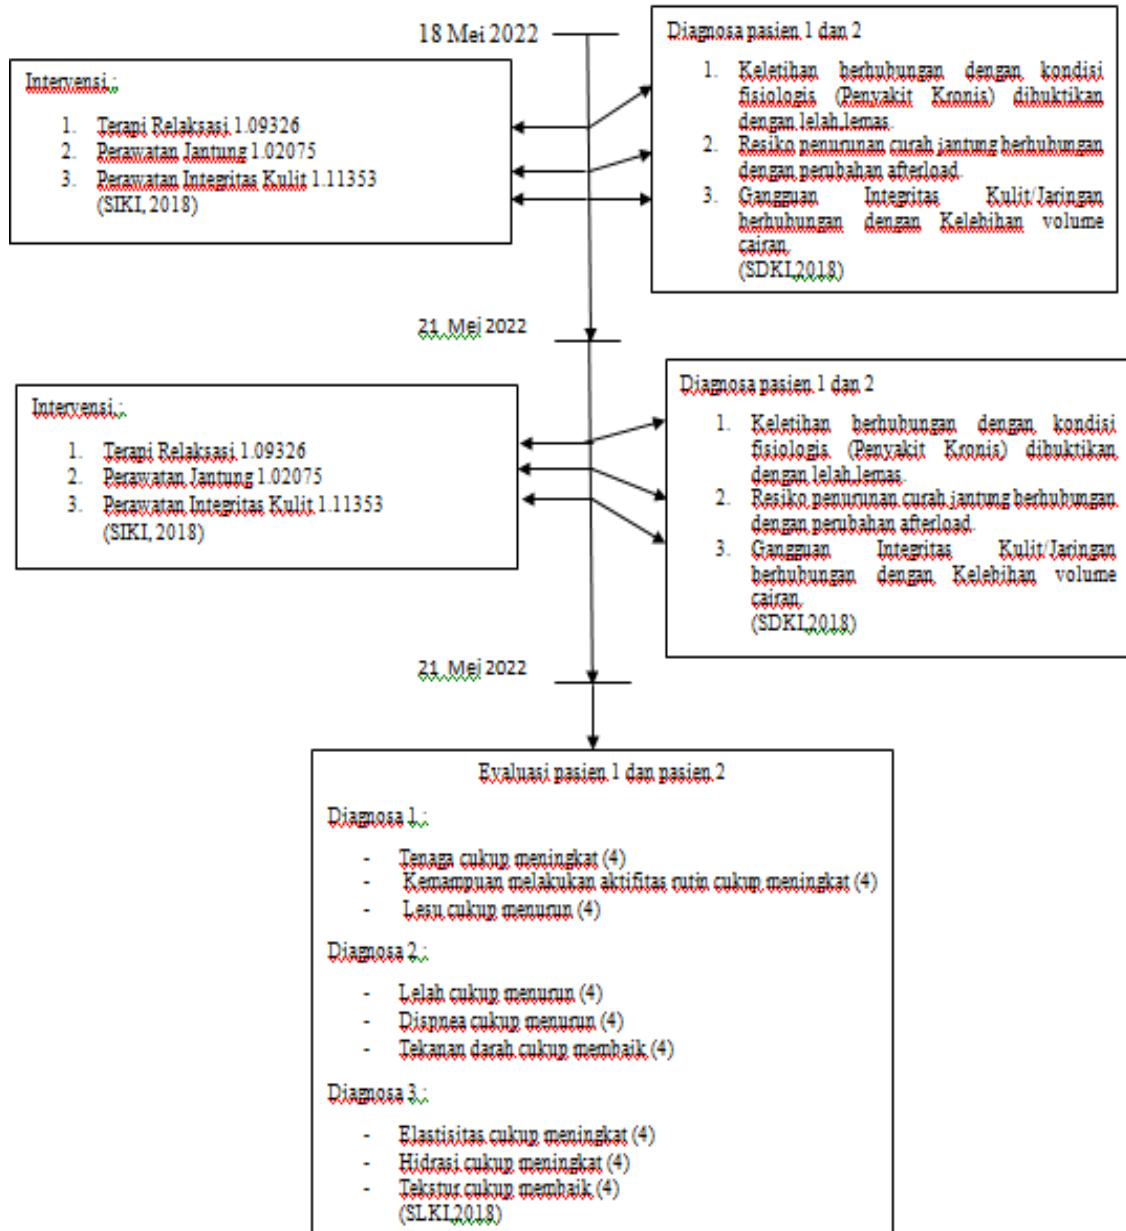 18 Mei 2022
Diagnosa pasien 1 dan 2
1. Keletihan berhubungan dengan kondisi
fisiologis (Penyakit Kronis) dibuktikan
dengan lelah,lemas.
2. Resiko penurunan curah jantung berhubungan
dengan perubahan afterload.
3. Gangguan Integritas Kulit/Jaringan
berhubungan dengan Kelebihan volume
cairan.
(SDKI,2018)
Intervensi :
1. Terapi Relaksasi 1.09326
2. Perawatan Jantung 1.02075
3. Perawatan Integritas Kulit 1.11353
(SIKI, 2018)
21 Mei 2022
Diagnosa pasien 1 dan 2
1. Keletihan berhubungan dengan kondisi
fisiologis (Penyakit Kronis) dibuktikan
dengan lelah,lemas.
2. Resiko penurunan curah jantung berhubungan
dengan perubahan afterload.
3. Gangguan Integritas Kulit/Jaringan
berhubungan dengan Kelebihan volume
cairan.
(SDKI,2018)
Intervensi :
1. Terapi Relaksasi 1.09326
2. Perawatan Jantung 1.02075
3. Perawatan Integritas Kulit 1.11353
(SIKI, 2018)
21 Mei 2022
Evaluasi pasien 1 dan pasien 2
Diagnosa 1 :
- Tenaga cukup meningkat (4)
- Kemampuan melakukan aktifitas rutin cukup meningkat (4)
- Lesu cukup menurun (4)
Diagnosa 2 :
- Lelah cukup menurun (4)
- Dispnea cukup menurun (4)
- Tekanan darah cukup membaik (4)
Diagnosa 3 :
- Elastisitas cukup meningkat (4)
- Hidrasi cukup meningkat (4)
- Tekstur cukup membaik (4)
(SLKI,2018)